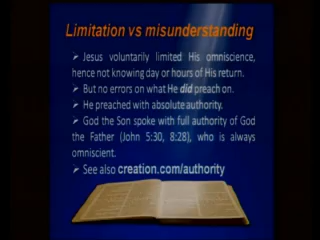 Limitation vs misunderstanding
➢ Jesus voluntarily limited His omniscience,
hence not knowing day or hours of His return.
➢ But no errors on what He did preach on.
➢ He preached with absolute authority.
➢ God the Son spoke with full authority of God
the Father (John 5:30, 8:28), who is always
omniscient.
➢ See also creation.com/authority